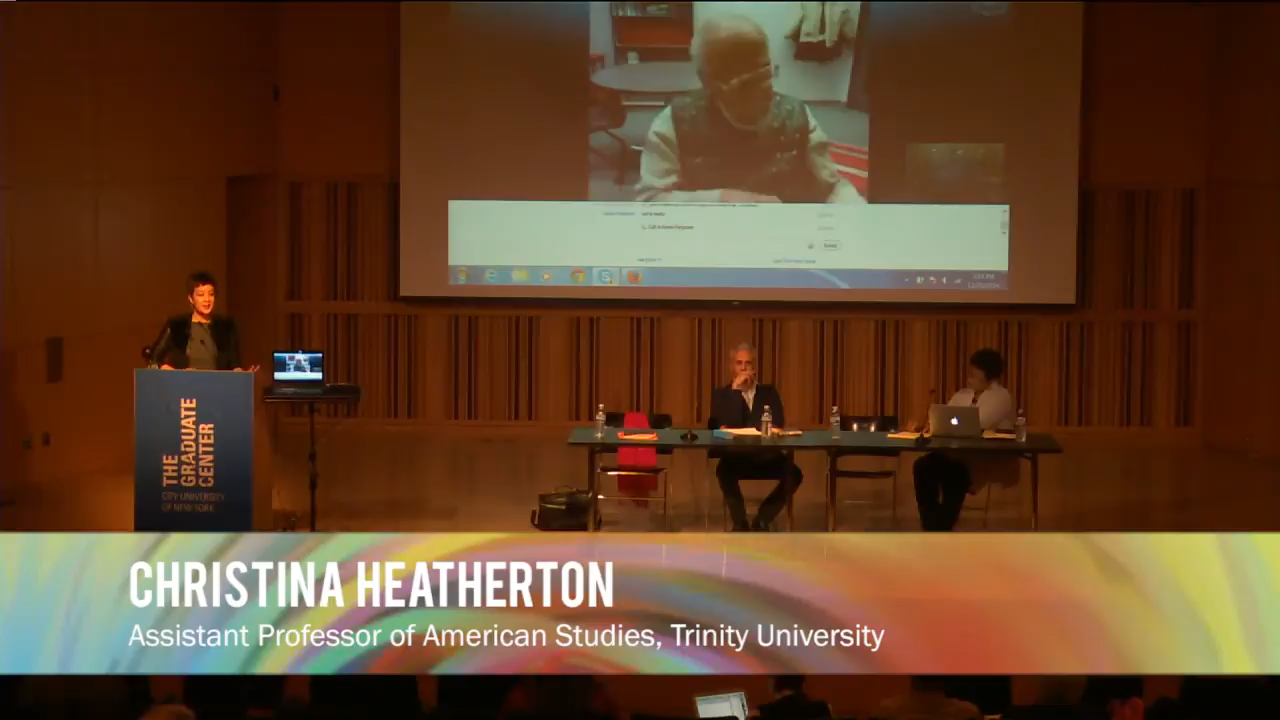 THE
GRADUATE
CENTER
CITY UNIVERSITY
OF NEW YORK
CHRISTINA HEATHERTON
Assistant Professor of American Studies, Trinity University